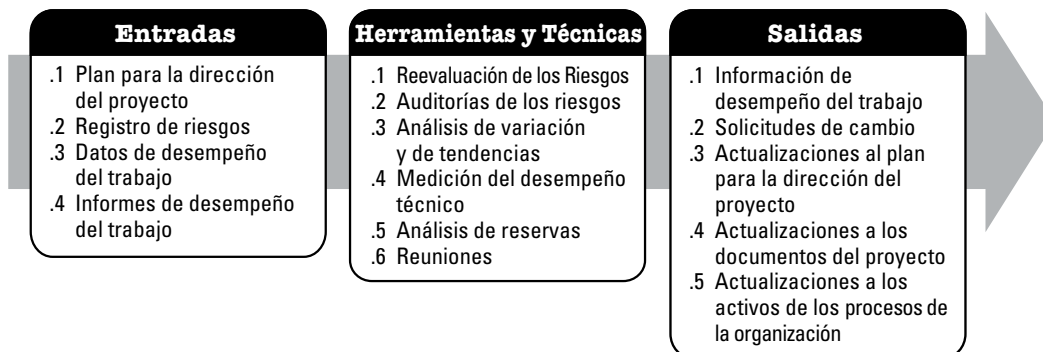 Entradas
.1 Plan para la dirección
del proyecto
.2 Registro de riesgos
.3 Datos de desempeño
del trabajo
.4 Informes de desempeño
del trabajo
Herramientas y Técnicas
.1 Reevaluación de los Riesgos
.2 Auditorías de los riesgos
.3 Análisis de variación
y de tendencias
.4 Medición del desempeño
técnico
.5 Análisis de reservas
.6 Reuniones
Salidas
.1 Información de
desempeño del trabajo
.2 Solicitudes de cambio
.3 Actualizaciones al plan
para la dirección del
proyecto
.4 Actualizaciones a los
documentos del proyecto
.5 Actualizaciones a los
activos de los procesos de
la organización